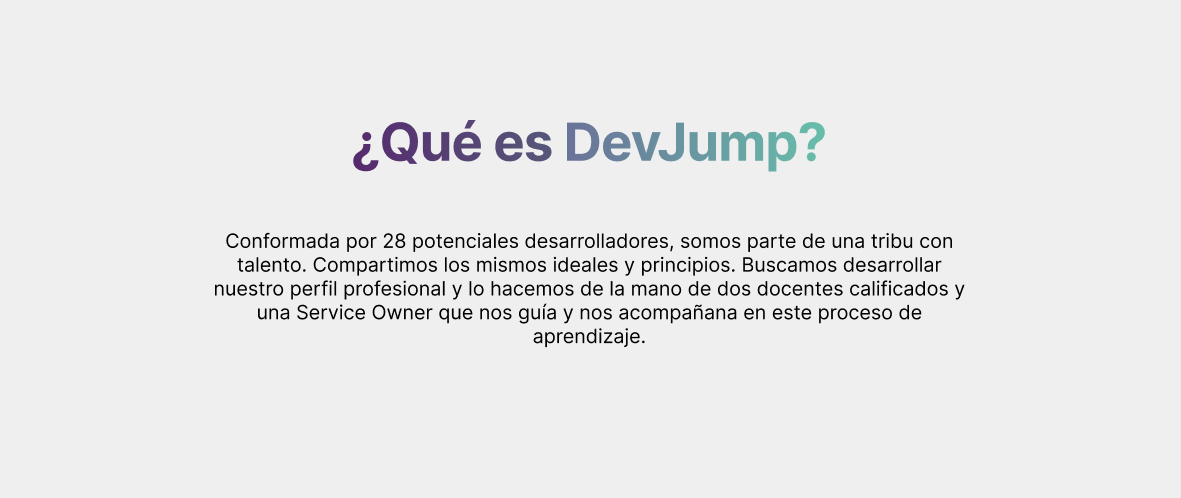 ¿Qué es DevJump?
Conformada por 28 potenciales desarrolladores, somos parte de una tribu con
talento. Compartimos los mismos ideales y principios. Buscamos desarrollar
nuestro perfil profesional y lo hacemos de la mano de dos docentes calificados y
una Service Owner que nos guía y nos acompañana en este proceso de
aprendizaje.